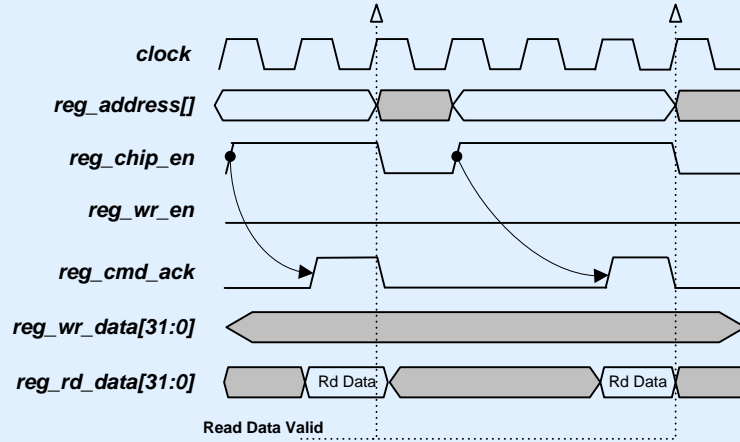 clock
reg_address[]
reg_chip_en
reg_wr_en
reg_cmd_ack
reg_wr_data[31:0]
reg_rd_data[31:0] Rd Data Rd Data
Read Data Valid